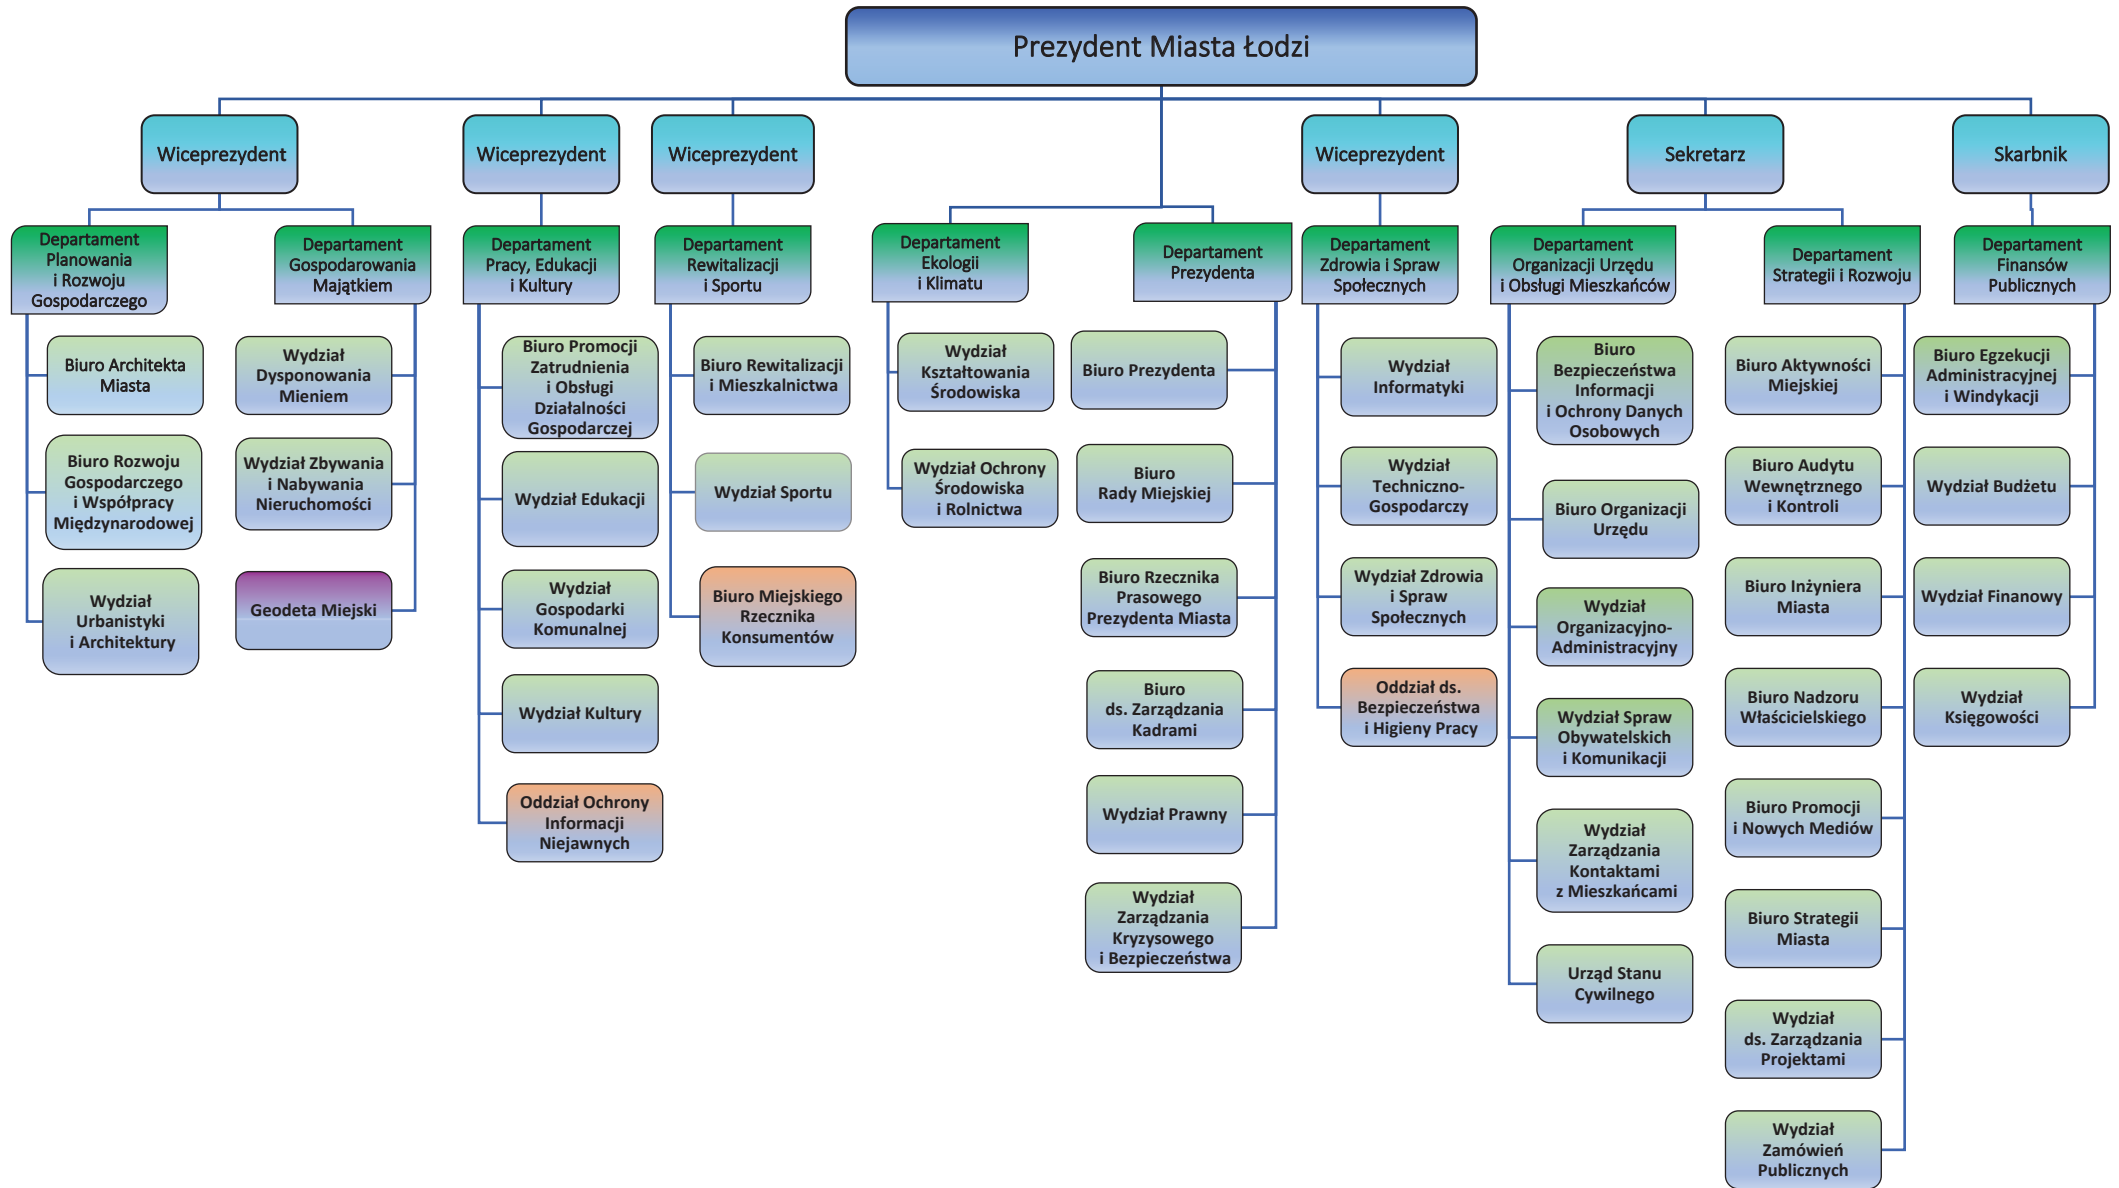 Prezydent Miasta Łodzi
Wiceprezydent
Wiceprezydent
Wiceprezydent
Wiceprezydent
Sekretarz
Skarbnik
Departament
Planowania
i Rozwoju
Gospodarczego
Departament
Gospodarowania
Majątkiem
Departament
Pracy, Edukacji
i Kultury
Departament
Rewitalizacji
i Sportu
Departament
Ekologii
i Klimatu
Departament
Prezydenta
Departament
Zdrowia i Spraw
Społecznych
Departament
Organizacji Urzędu
i Obsługi Mieszkańców
Departament
Strategii i Rozwoju
Departament
Finansów
Publicznych
Biuro Architekta
Miasta
Biuro Rozwoju
Gospodarczego
i Współpracy
Międzynarodowej
Wydział
Urbanistyki
i Architektury
Wydział
Dysponowania
Mieniem
Wydział Zbywania
i Nabywania
Nieruchomości
Geodeta Miejski
Biuro Promocji
Zatrudnienia
i Obsługi
Działalności
Gospodarczej
Wydział Edukacji
Wydział
Gospodarki
Komunalnej
Wydział Kultury
Oddział Ochrony
Informacji
Niejawnych
Biuro Rewitalizacji
i Mieszkalnictwa
Wydział Sportu
Biuro Miejskiego
Rzecznika
Konsumentów
Wydział
Kształtowania
Środowiska
Wydział Ochrony
Środowiska
i Rolnictwa
Biuro Prezydenta
Biuro
Rady Miejskiej
Biuro Rzecznika
Prasowego
Prezydenta Miasta
Biuro
ds. Zarządzania
Kadrami
Wydział Prawny
Wydział
Zarządzania
Kryzysowego
i Bezpieczeństwa
Wydział
Informatyki
Wydział
Techniczno-
Gospodarczy
Wydział Zdrowia
i Spraw
Społecznych
Oddział ds.
Bezpieczeństwa
i Higieny Pracy
Biuro
Bezpieczeństwa
Informacji
i Ochrony Danych
Osobowych
Biuro Organizacji
Urzędu
Wydział
Organizacyjno-
Administracyjny
Wydział Spraw
Obywatelskich
i Komunikacji
Wydział
Zarządzania
Kontaktami
z Mieszkańcami
Urząd Stanu
Cywilnego
Biuro Aktywności
Miejskiej
Biuro Audytu
Wewnętrznego
i Kontroli
Biuro Inżyniera
Miasta
Biuro Nadzoru
Właścicielskiego
Biuro Promocji
i Nowych Mediów
Biuro Strategii
Miasta
Wydział
ds. Zarządzania
Projektami
Wydział
Zamówień
Publicznych
Biuro Egzekucji
Administracyjnej
i Windykacji
Wydział Budżetu
Wydział Finanowy
Wydział
Księgowości